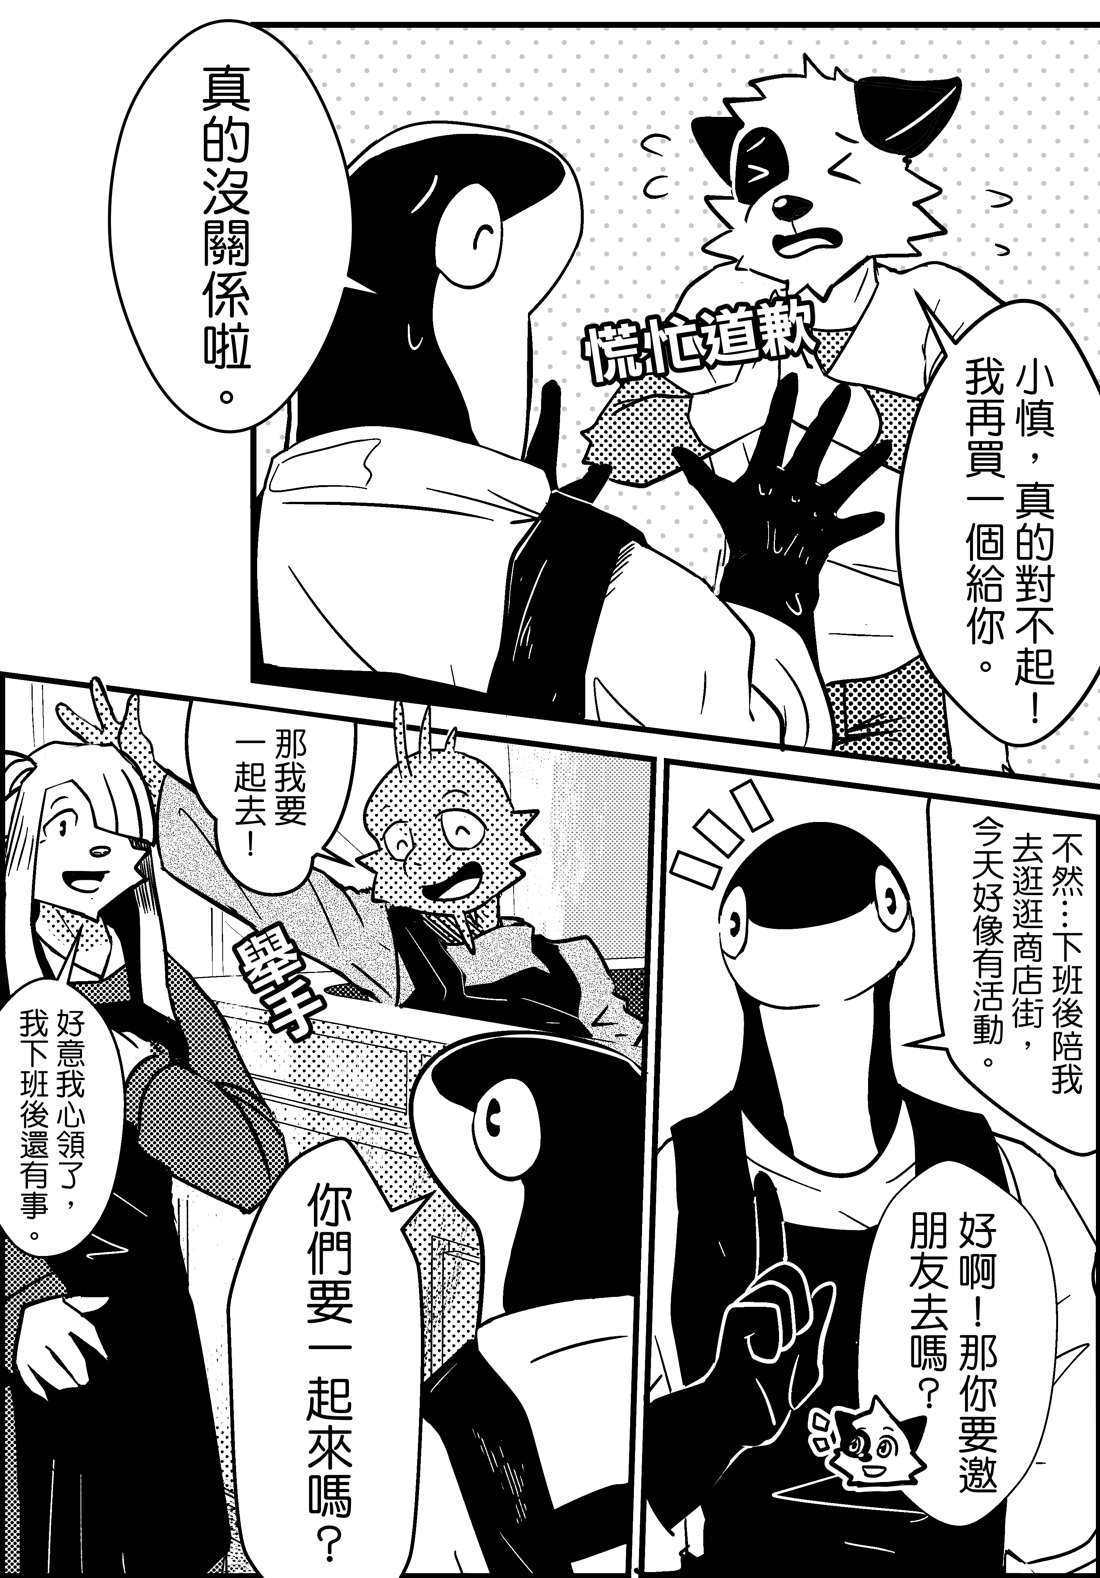 小慎，真的對不起！
我再買一個給你。
慌忙道歉
真的沒關係啦。
不然…下班後陪我
去逛逛商店街，
今天好像有活動。
好啊！那你要邀
朋友去嗎？
那我要
一起去！
舉手
你們要一起來嗎？
好意我心領了，
我下班後還有事。